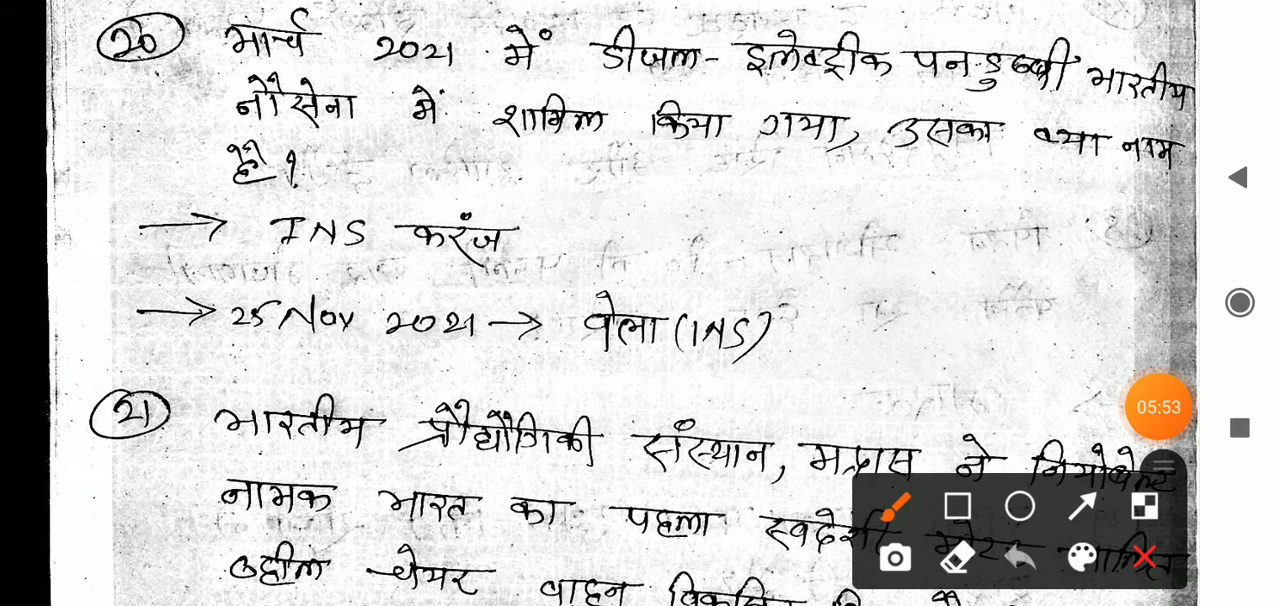 20 मार्च 2021 में डीजल-इलेक्ट्रीक पनडुब्बी भारतीय
नौसेना में शामिल किया गया, उसका क्या नाम
है ?
→ INS करंज
→ 25 Nov 2021 → वेला (INS)
21 भारतीय प्रौद्योगिकी संस्थान, मद्रास ने नियोबोल्ट
नामक भारत का पहला स्वदेशी
व्हील चेयर वाहन
05:53